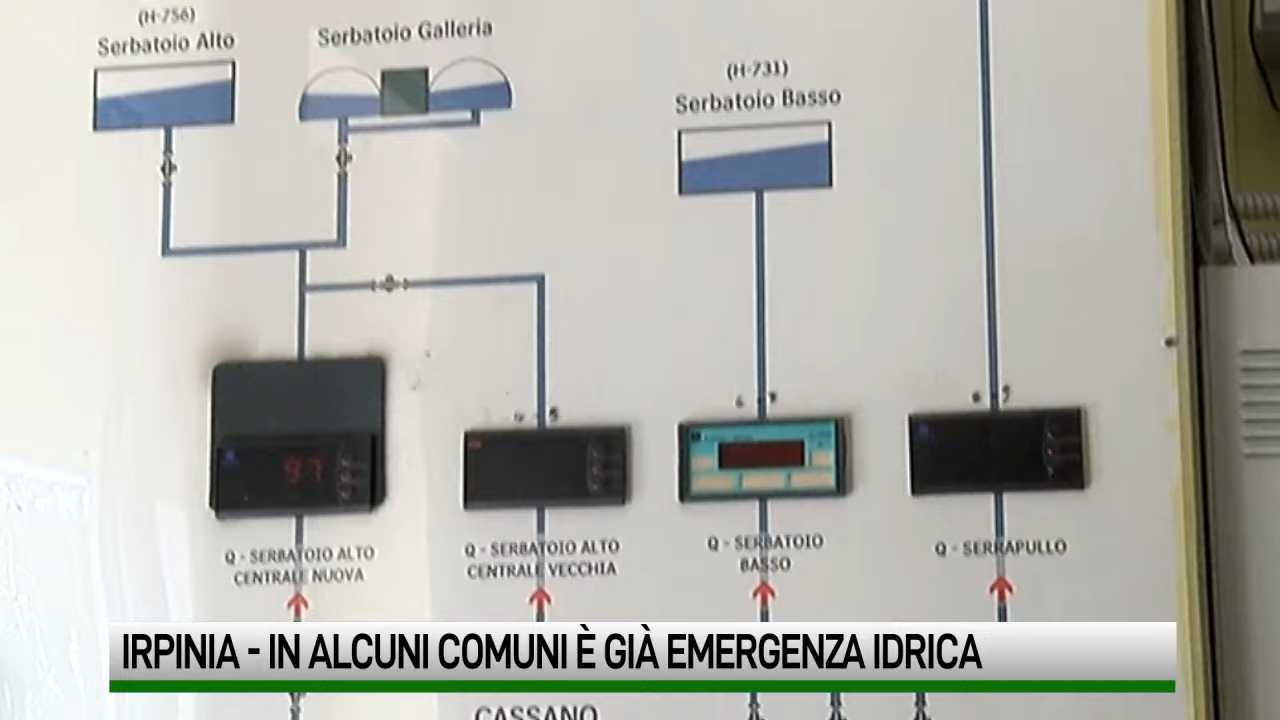 (H-756)
Serbatoio Alto
Serbatoio Galleria
(H-731)
Serbatoio Basso
97
Q - SERBATOIO ALTO
CENTRALE NUOVA
Q - SERBATOIO ALTO
CENTRALE VECCHIA
Q - SERBATOIO
BASSO
Q - SERRAPULLO
IRPINIA - IN ALCUNI COMUNI È GIÀ EMERGENZA IDRICA
CASSANO